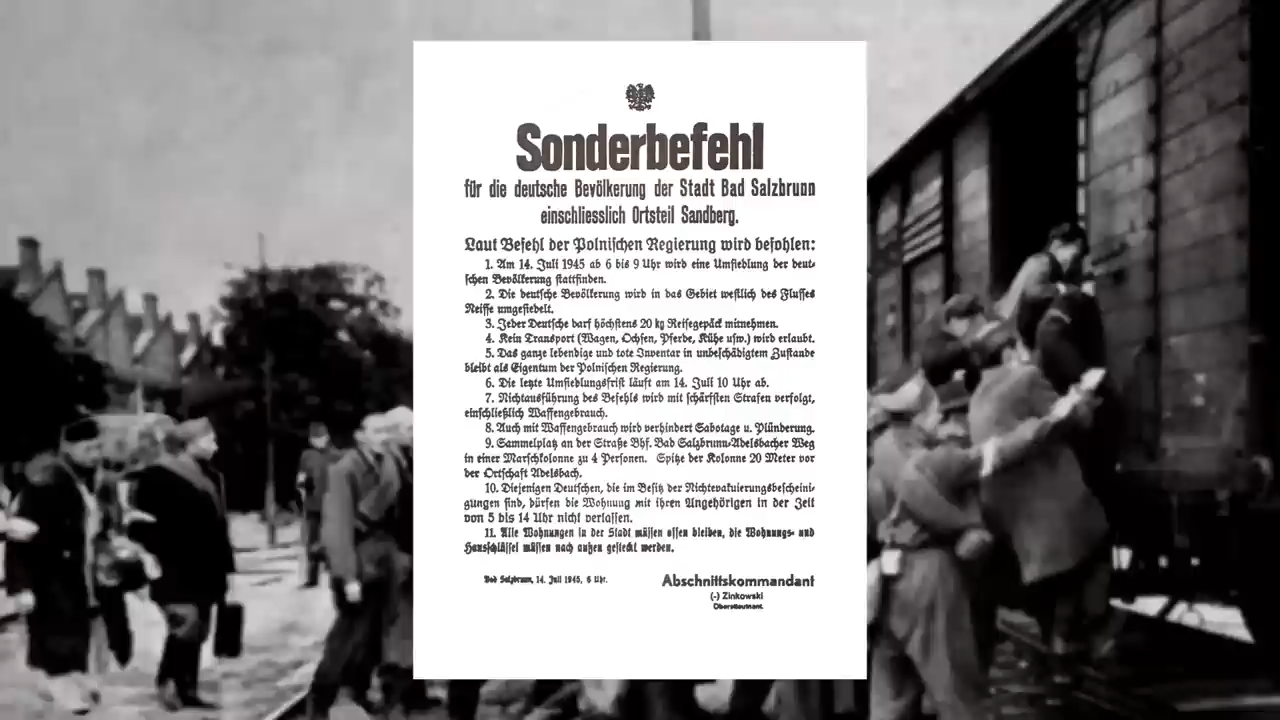 Sonderbefehl
für die deutsche Bevölkerung der Stadt Bad Salzbrunn
einschliesslich Ortsteil Sandberg.
Laut Befehl der Polnischen Regierung wird befohlen:
1. Am 14. Juli 1945 ab 6 bis 9 Uhr wird eine Umsiedlung der deut-
schen Bevölkerung stattfinden.
2. Die deutsche Bevölkerung wird in das Gebiet westlich des Flusses
Neisse umgesiedelt.
3. Jeder Deutsche darf höchstens 20 kg Reisegepäck mitnehmen.
4. Kein Transport (Wagen, Ochsen, Pferde, Kühe usw.) wird erlaubt.
5. Das ganze lebendige und tote Inventar in unbeschädigtem Zustande
bleibt als Eigentum der Polnischen Regierung.
6. Die letzte Umsiedlungsfrist läuft am 14. Juli 10 Uhr ab.
7. Nichtausführung des Befehls wird mit schärfsten Strafen verfolgt,
einschließlich Waffengebrauch.
8. Auch mit Waffengebrauch wird verhindert Sabotage u. Plünderung.
9. Sammelplatz an der Straße Bhf. Bad Salzbrunn-Adelsbacher Weg
in einer Marschkolonne zu 4 Personen. Spitze der Kolonne 20 Meter vor
der Ortschaft Adelsbach.
10. Diejenigen Deutschen, die im Besitz der Nichtevakuierungsbescheini-
gungen sind, dürfen die Wohnung mit ihren Angehörigen in der Zeit
von 5 bis 14 Uhr nicht verlassen.
11. Alle Wohnungen in der Stadt müssen offen bleiben, die Wohnungs- und
Hausschlüssel müssen nach außen gesteckt werden.
Bad Salzbrunn, 14. Juli 1945, 6 Uhr.
Abschnittskommandant
(-) Zinkowski
Oberstleutnant.